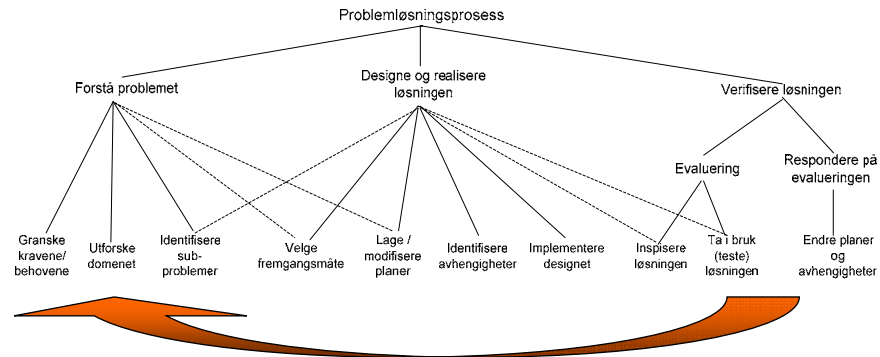 Problemløsningsprosess
Forstå problemet
Designe og realisere
løsningen
Verifisere løsningen
Evaluering
Respondere på
evalueringen
Granske
kravene/
behovene
Utforske
domenet
Identifisere
sub-
problemer
Velge
fremgangsmåte
Lage /
modifisere
planer
Identifisere
avhengigheter
Implementere
designet
Inspisere
løsningen
Ta i bruk
(teste)
løsningen
Endre planer
og
avhengigheter